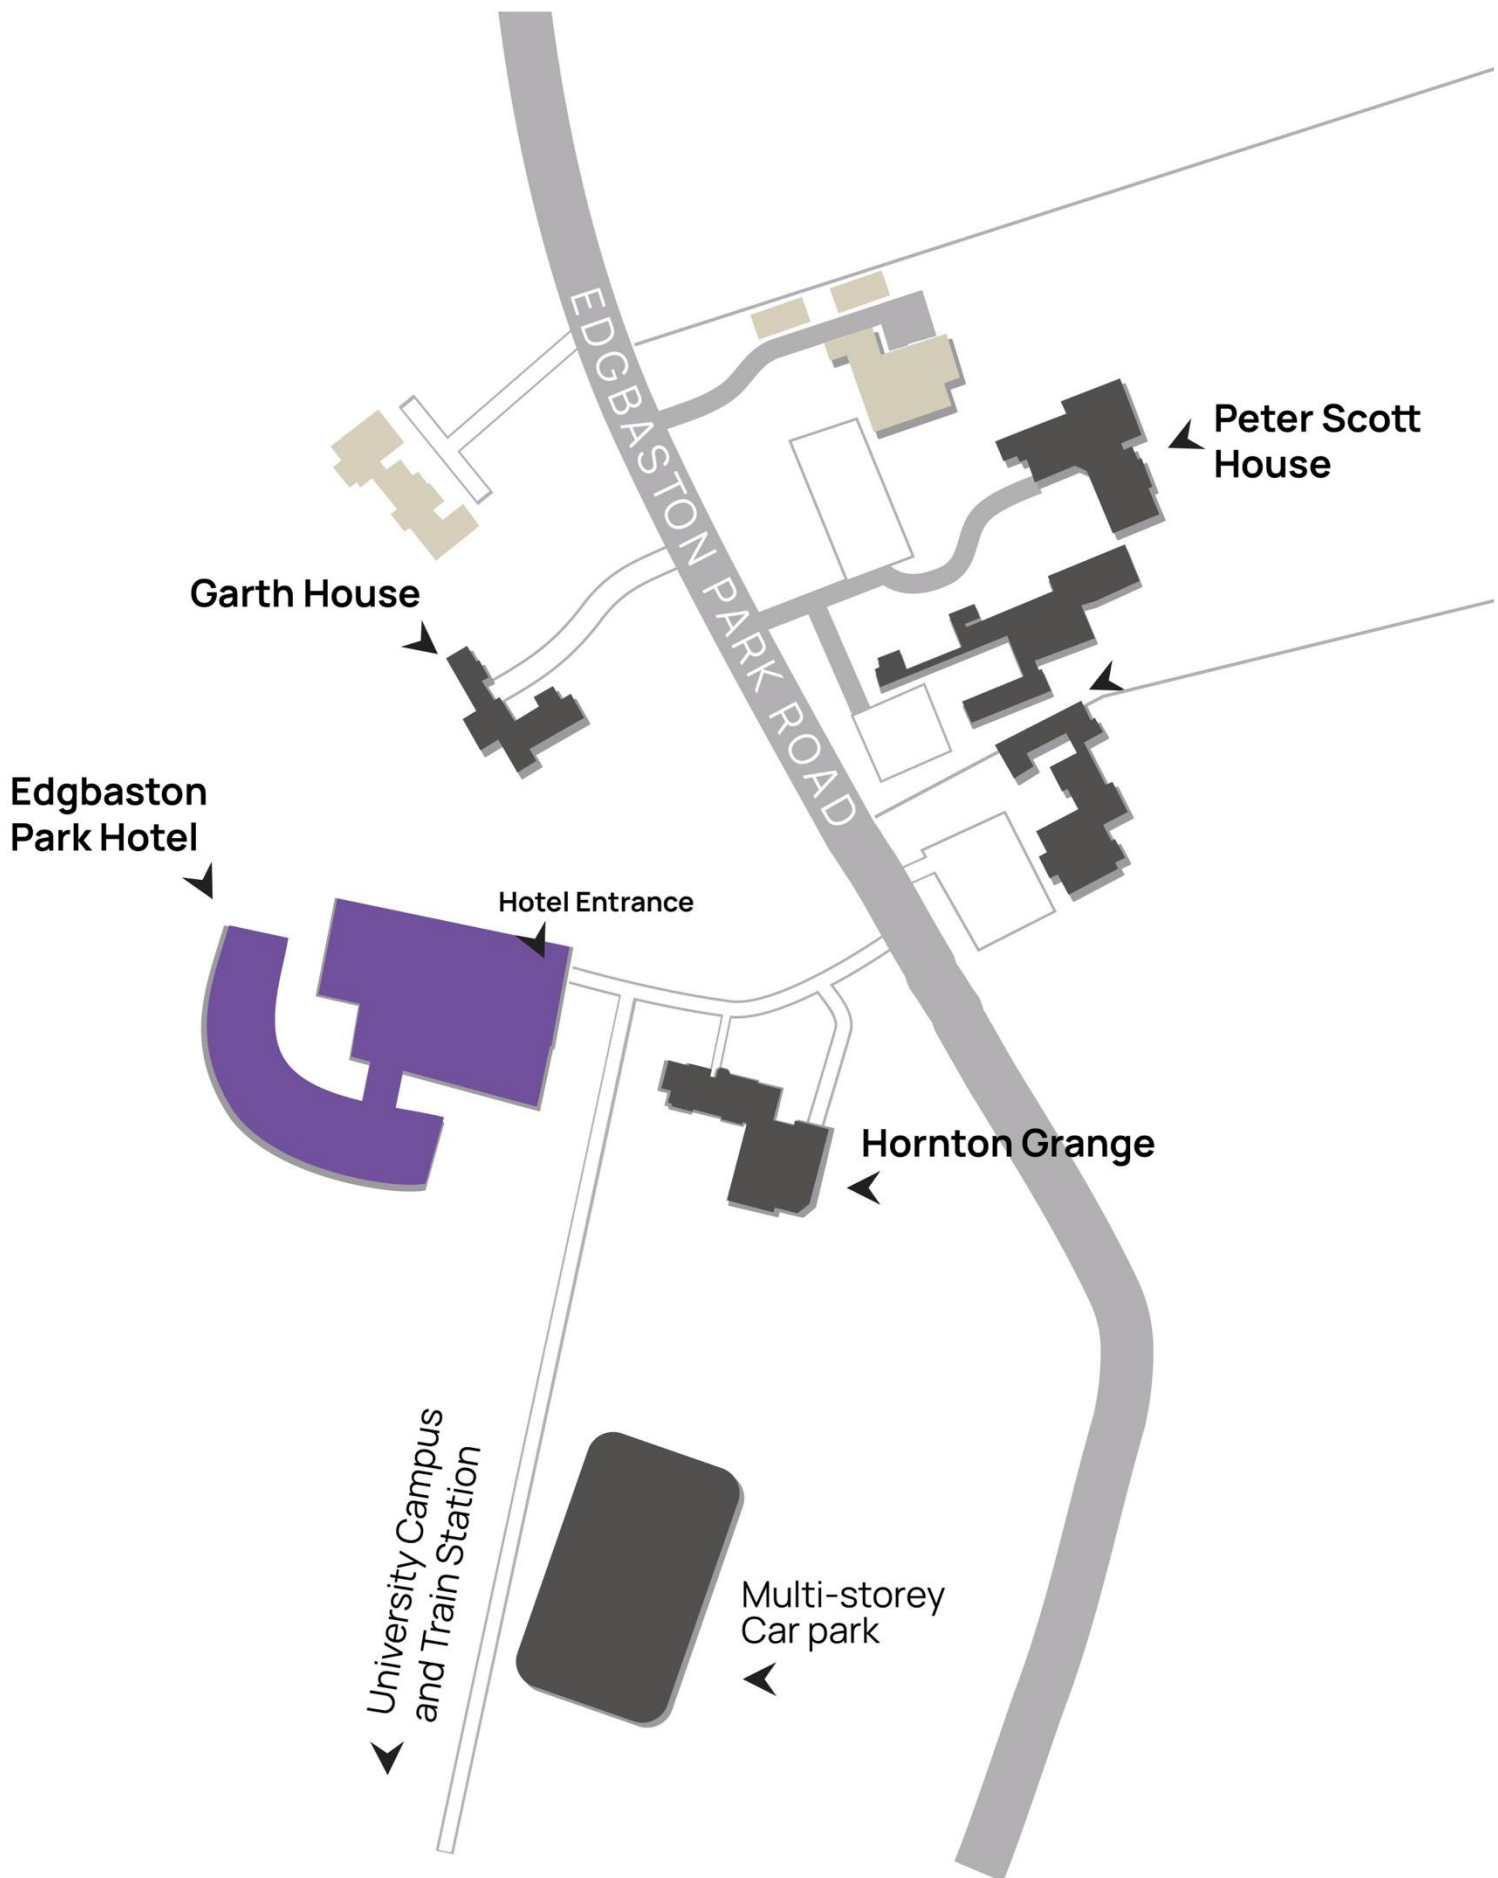 EDGBASTON PARK ROAD
Peter Scott
House
Garth House
Edgbaston
Park Hotel
Hotel Entrance
Hornton Grange
University Campus
and Train Station
Multi-storey
Car park